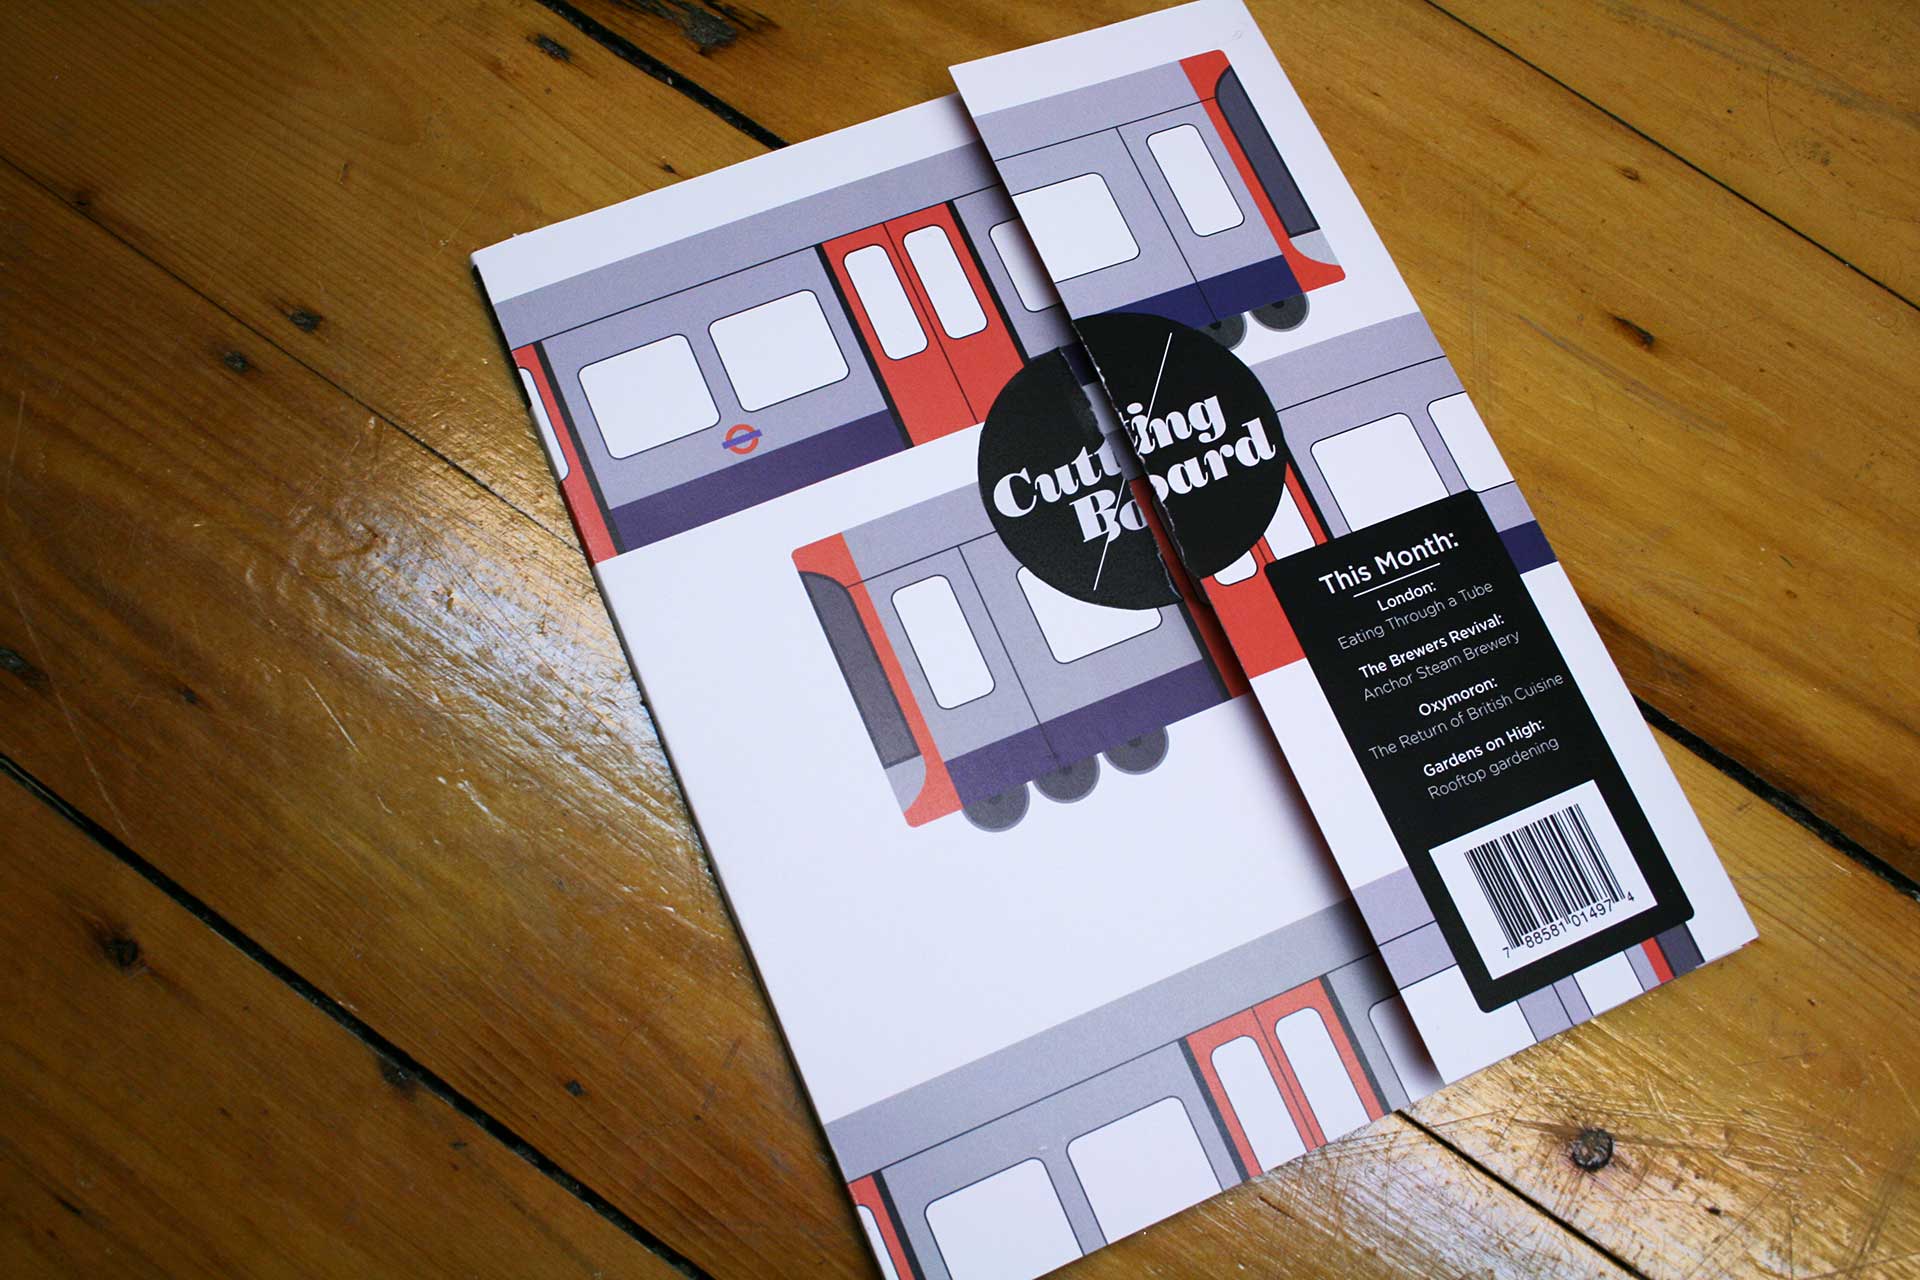 Cutting
Board
This Month:
London:
Eating Through a Tube
The Brewers Revival:
Anchor Steam Brewery
Oxymoron:
The Return of British Cuisine
Gardens on High:
Rooftop gardening
7 88581 01497 4